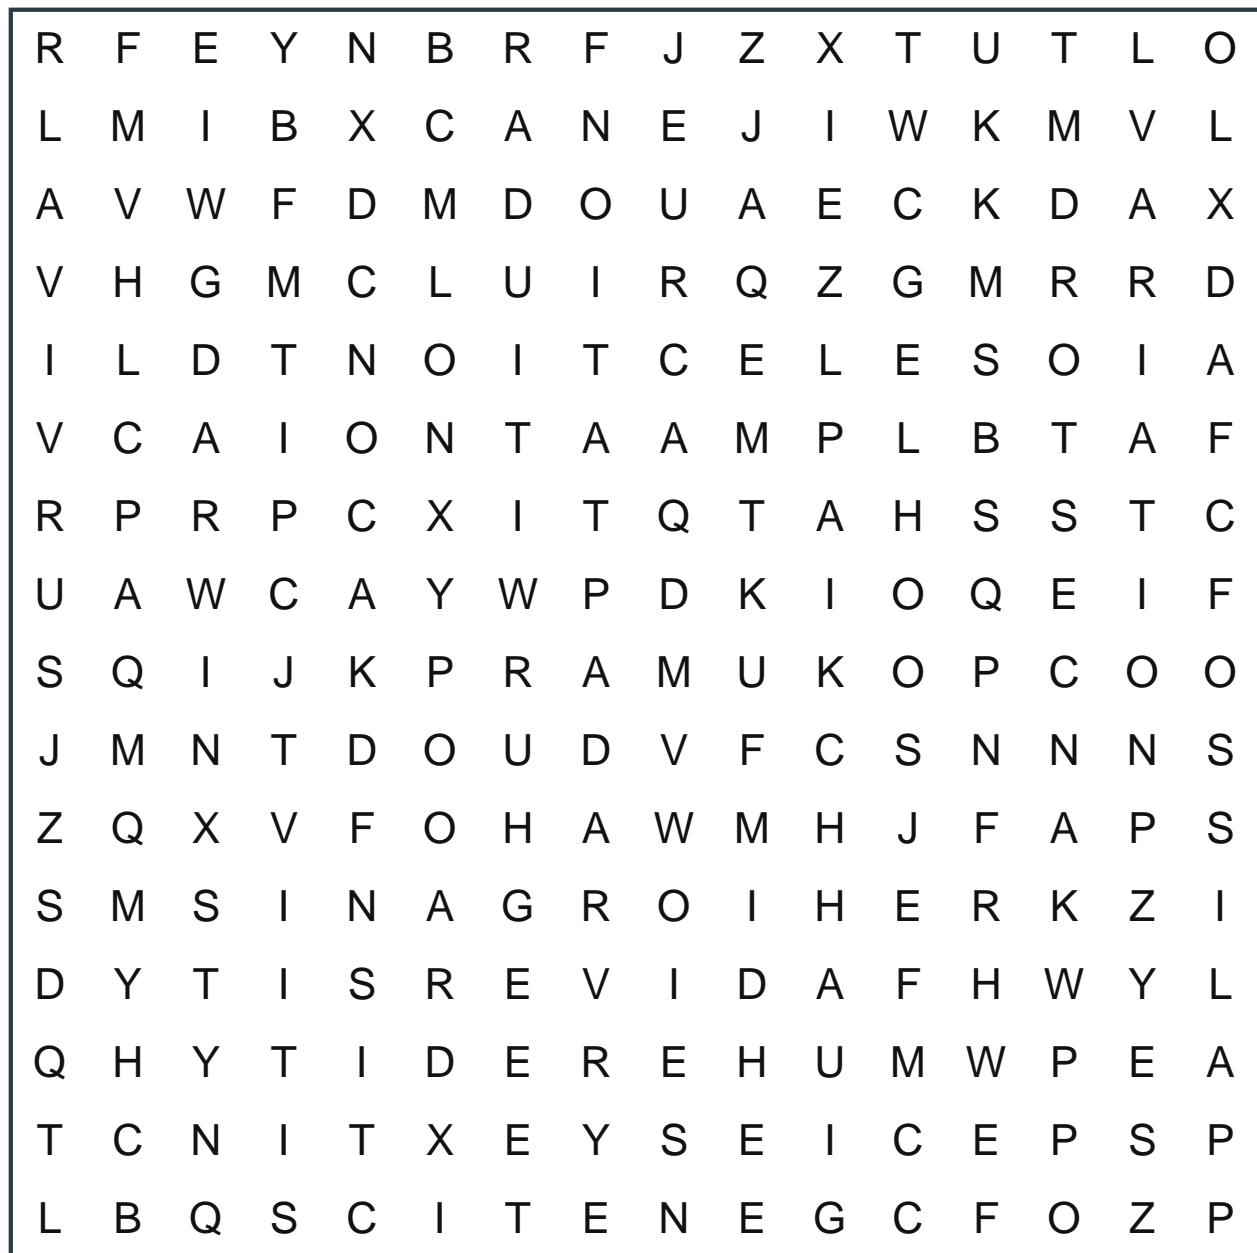 R F E Y N B R F J Z X T U T L O
L M I B X C A N E J I W K M V L
A V W F D M D O U A E C K D A X
V H G M C L U I R Q Z G M R R D
I L D T N O I T C E L E S O I A
V C A I O N T A A M P L B T A F
R P R P C X I T Q T A H S S T C
U A W C A Y W P D K I O Q E I F
S Q I J K P R A M U K O P C O O
J M N T D O U D V F C S N N N S
Z Q X V F O H A W M H J F A P S
S M S I N A G R O I H E R K Z I
D Y T I S R E V I D A F H W Y L
Q H Y T I D E R E H U M W P E A
T C N I T X E Y S E I C E P S P
L B Q S C I T E N E G C F O Z P